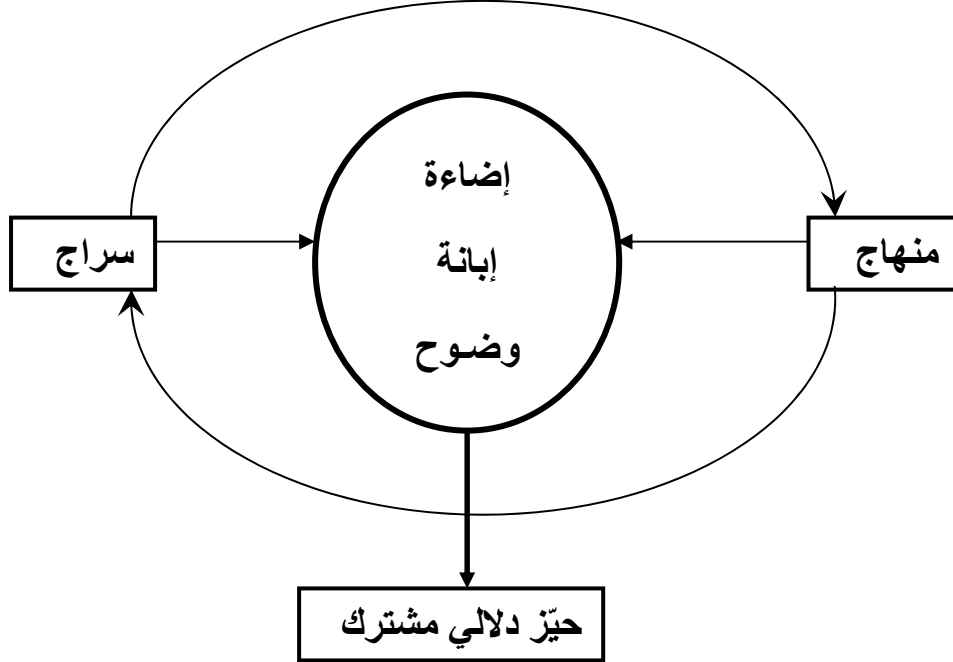 إضاءة
منهاج
إبانة
سراج
وضوح
حيّز دلالي مشترك